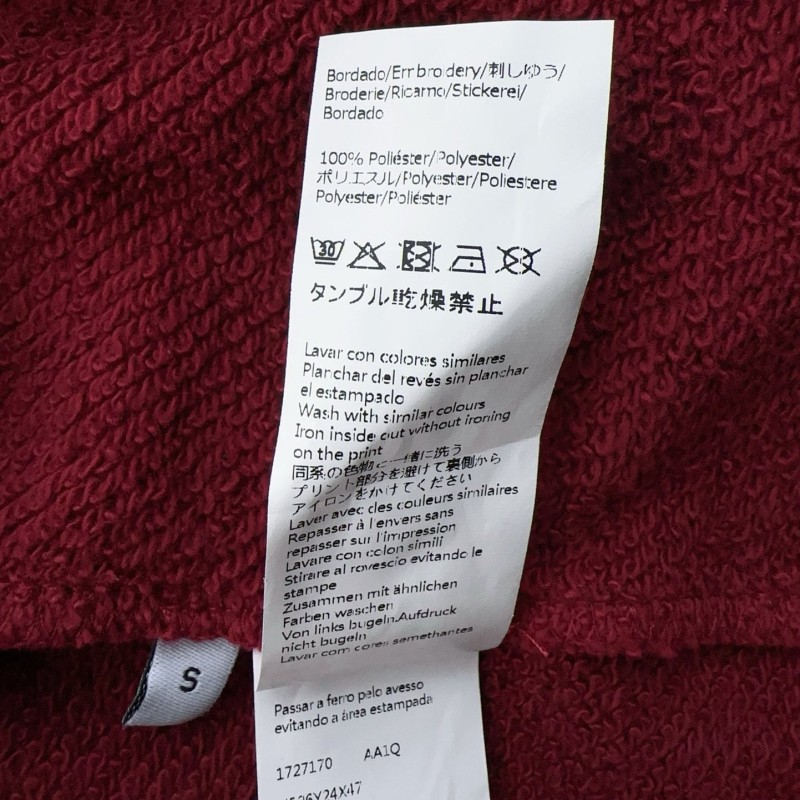 Bordado/Embroidery/刺しゅう/
Broderie/Ricamo/Stickerei/
Bordado
100% Poliéster/Polyester/
ポリエステル/Polyester/Poliestere
Polyester/Poliéster
30
タンブル乾燥禁止
Lavar con colores similares
Planchar del revés sin planchar
el estampado
Wash with similar colours
Iron inside out without ironing
on the print
同系の色物と一緒に洗う
プリント部分を避けて裏側から
アイロンをかけてください
Laver avec des couleurs similaires
Repasser à l'envers sans
repasser sur l'impression
Lavare con colori simili
Stirare al rovescio evitando le
stampe
Zusammen mit ähnlichen
Farben waschen
Von links bügeln.Aufdruck
nicht bügeln
Lavar com cores semelhantes
Passar a ferro pelo avesso
evitando a área estampada
1727170 AA1Q
S